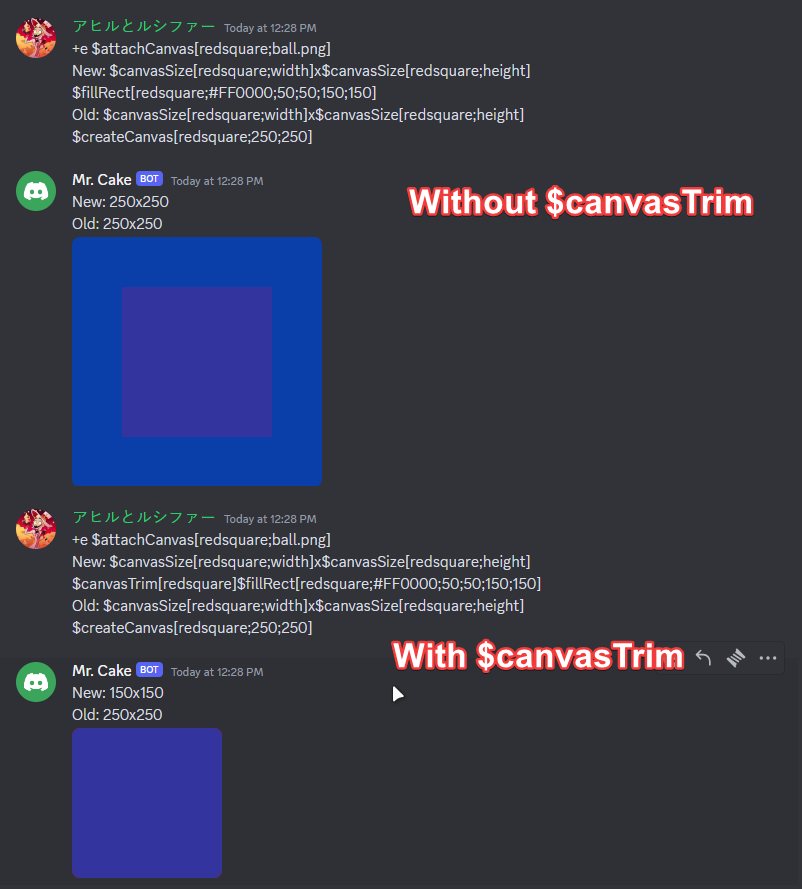 アヒルとルシファー Today at 12:28 PM
+e $attachCanvas[redsquare;ball.png]
New: $canvasSize[redsquare;width]x$canvasSize[redsquare;height]
$fillRect[redsquare;#FF0000;50;50;150;150]
Old: $canvasSize[redsquare;width]x$canvasSize[redsquare;height]
$createCanvas[redsquare;250;250]
Mr. Cake BOT Today at 12:28 PM
New: 250x250
Without $canvasTrim
Old: 250x250
アヒルとルシファー Today at 12:28 PM
+e $attachCanvas[redsquare;ball.png]
New: $canvasSize[redsquare;width]x$canvasSize[redsquare;height]
$canvasTrim[redsquare]$fillRect[redsquare;#FF0000;50;50;150;150]
Old: $canvasSize[redsquare;width]x$canvasSize[redsquare;height]
$createCanvas[redsquare;250;250]
With $canvasTrim
Mr. Cake BOT Today at 12:28 PM
New: 150x150
Old: 250x250